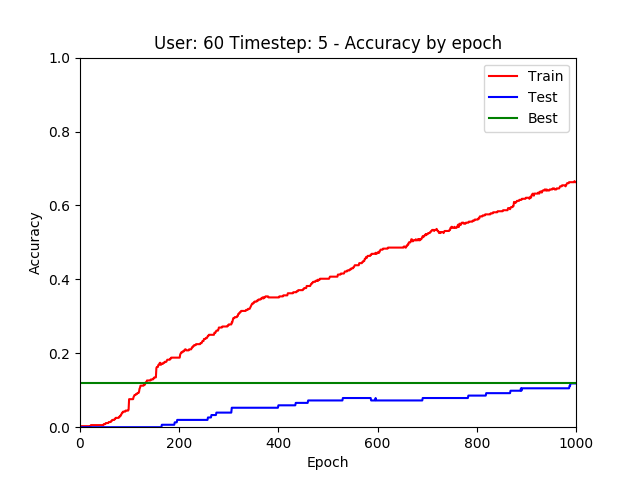 User: 60 Timestep: 5 - Accuracy by epoch
1.0
0.8
0.6
0.4
0.2
0.0
Accuracy
Train
Test
Best
0 200 400 600 800 1000
Epoch